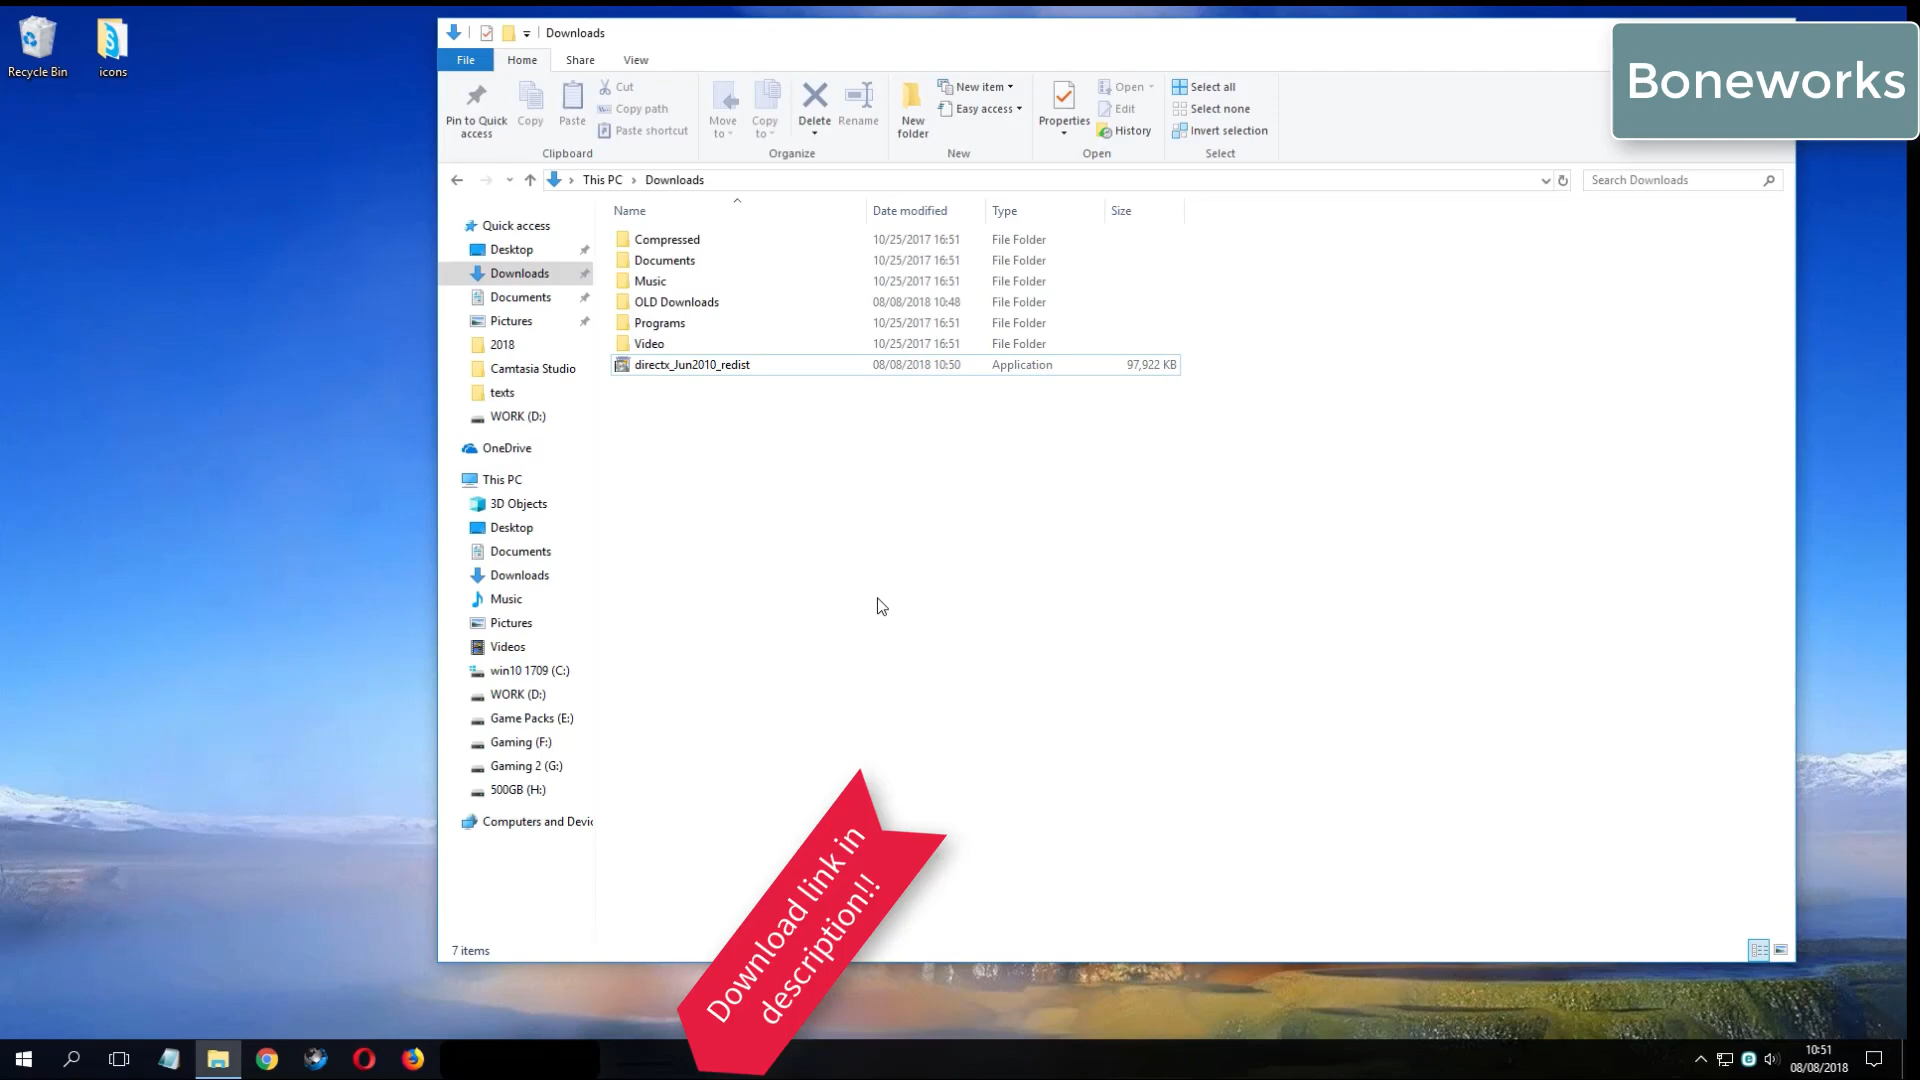 Recycle Bin
icons
Downloads
File
Home
Share
View
Boneworks
Pin to Quick access
Copy
Paste
Cut
Copy path
Paste shortcut
Clipboard
Move to
Copy to
Delete
Rename
Organize
New folder
New item
Easy access
New
Properties
Open
Edit
History
Open
Select all
Select none
Invert selection
Select
This PC
Downloads
Search Downloads
Name
Date modified
Type
Size
Compressed 10/25/2017 16:51 File Folder
Documents 10/25/2017 16:51 File Folder
Music 10/25/2017 16:51 File Folder
OLD Downloads 08/08/2018 10:48 File Folder
Programs 10/25/2017 16:51 File Folder
Video 10/25/2017 16:51 File Folder
directx_Jun2010_redist 08/08/2018 10:50 Application 97,922 KB
Quick access
Desktop
Downloads
Documents
Pictures
2018
Camtasia Studio
texts
WORK (D:)
OneDrive
This PC
3D Objects
Desktop
Documents
Downloads
Music
Pictures
Videos
win10 1709 (C:)
WORK (D:)
Game Packs (E:)
Gaming (F:)
Gaming 2 (G:)
500GB (H:)
Computers and Devic
7 items
Download link in
description!!
10:51
08/08/2018